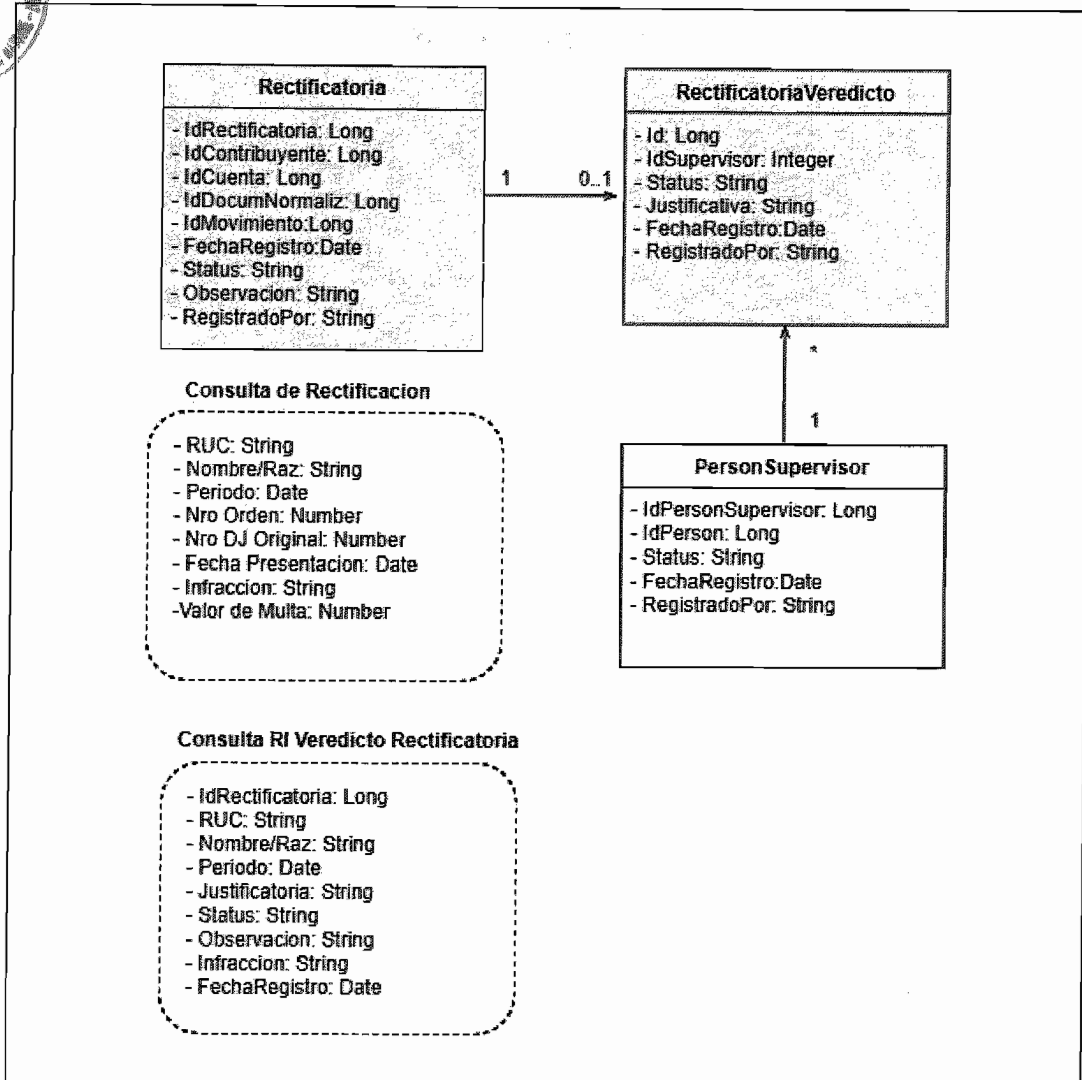 Rectificatoria
- IdRectificatoria: Long
- IdContribuyente: Long
- IdCuenta: Long
- IdDocumNormaliz: Long
- IdMovimiento:Long
- FechaRegistro:Date
- Status: String
- Observacion: String
- RegistradoPor: String
1 0...1
RectificatoriaVeredicto
- Id: Long
- IdSupervisor: Integer
- Status: String
- Justificativa: String
- FechaRegistro:Date
- RegistradoPor: String
*
1
PersonSupervisor
- IdPersonSupervisor: Long
- IdPerson: Long
- Status: String
- FechaRegistro:Date
- RegistradoPor: String
Consulta de Rectificacion
- RUC: String
- Nombre/Raz: String
- Periodo: Date
- Nro Orden: Number
- Nro DJ Original: Number
- Fecha Presentacion: Date
- Infraccion: String
-Valor de Multa: Number
Consulta RI Veredicto Rectificatoria
- IdRectificatoria: Long
- RUC: String
- Nombre/Raz: String
- Periodo: Date
- Justificatoria: String
- Status: String
- Observacion: String
- Infraccion: String
- FechaRegistro: Date